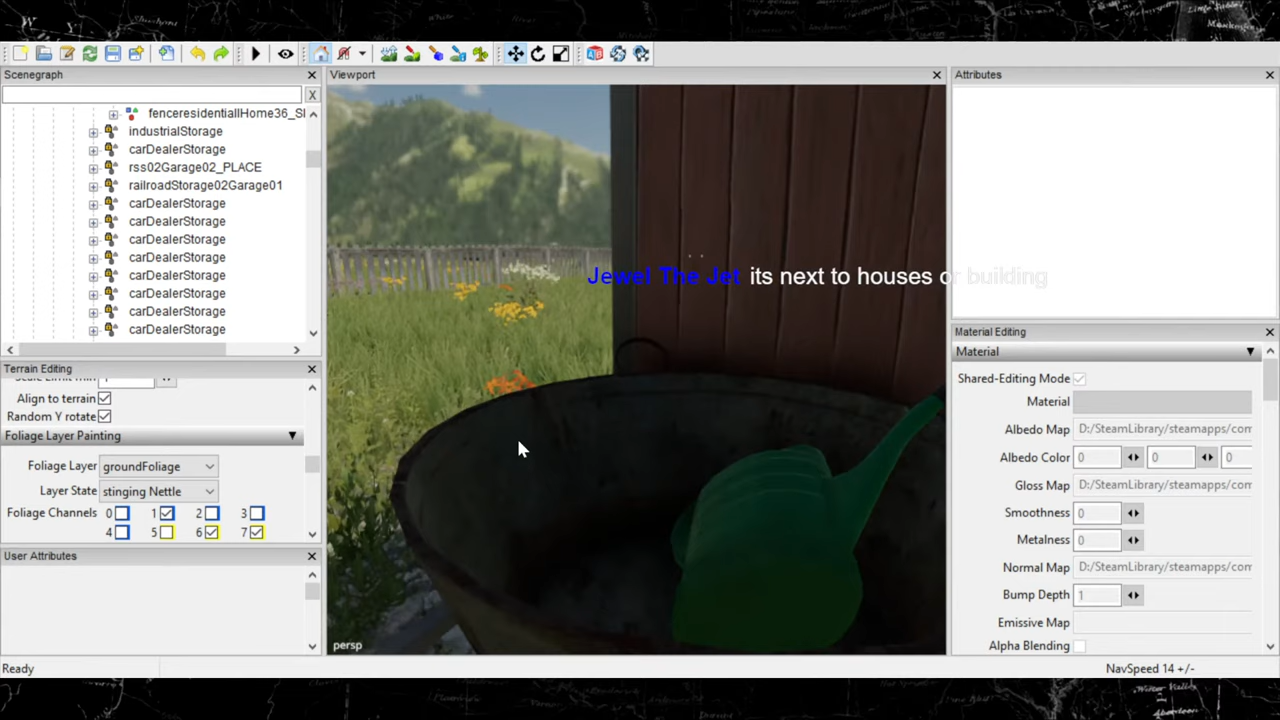 Scenegraph
X
fenceresidentiallHome36_SI
industrialStorage
carDealerStorage
rss02Garage02_PLACE
railroadStorage02Garage01
carDealerStorage
carDealerStorage
carDealerStorage
carDealerStorage
carDealerStorage
carDealerStorage
carDealerStorage
carDealerStorage
Terrain Editing
Align to terrain
Random Y rotate
Foliage Layer Painting
Foliage Layer groundFoliage
Layer State stinging Nettle
Foliage Channels 0 1 2 3
4 5 6 7
User Attributes
Ready
Viewport
Jewel The Jet its next to houses or building
persp
Attributes
Material Editing
Material
Shared-Editing Mode
Material
Albedo Map D:/SteamLibrary/steamapps/com
Albedo Color 0 0 0
Gloss Map D:/SteamLibrary/steamapps/com
Smoothness 0
Metalness 0
Normal Map D:/SteamLibrary/steamapps/com
Bump Depth 1
Emissive Map
Alpha Blending
NavSpeed 14 +/-